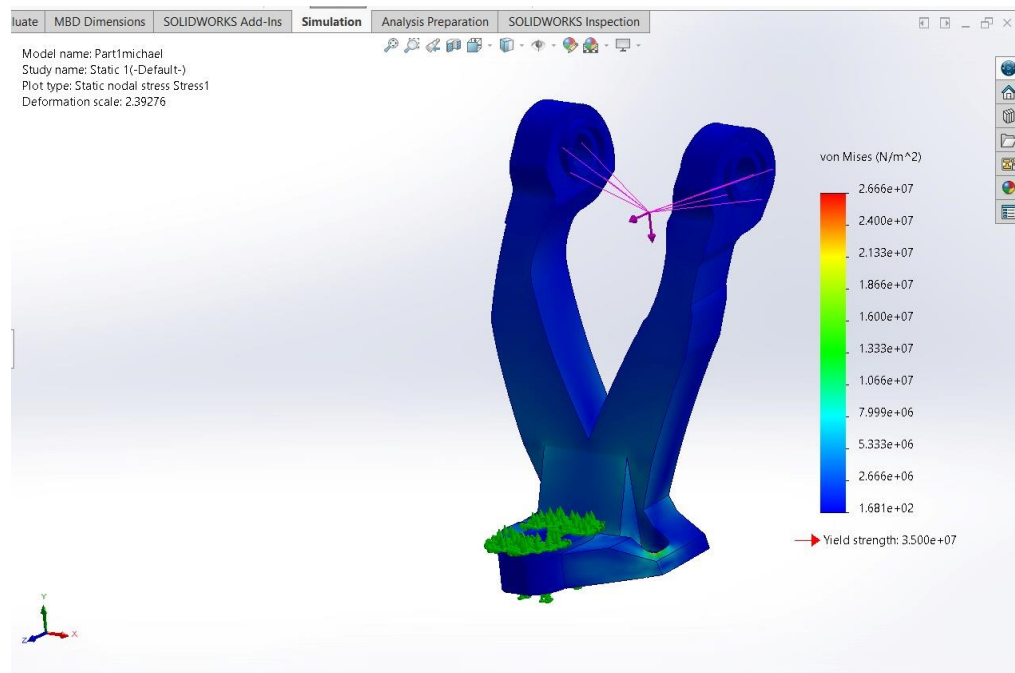 luate MBD Dimensions SOLIDWORKS Add-Ins Simulation Analysis Preparation SOLIDWORKS Inspection
Model name: Part1michael
Study name: Static 1(-Default-)
Plot type: Static nodal stress Stress1
Deformation scale: 2.39276
von Mises (N/m^2)
2.666e+07
2.400e+07
2.133e+07
1.866e+07
1.600e+07
1.333e+07
1.066e+07
7.999e+06
5.333e+06
2.666e+06
1.681e+02
Yield strength: 3.500e+07
Y
Z X